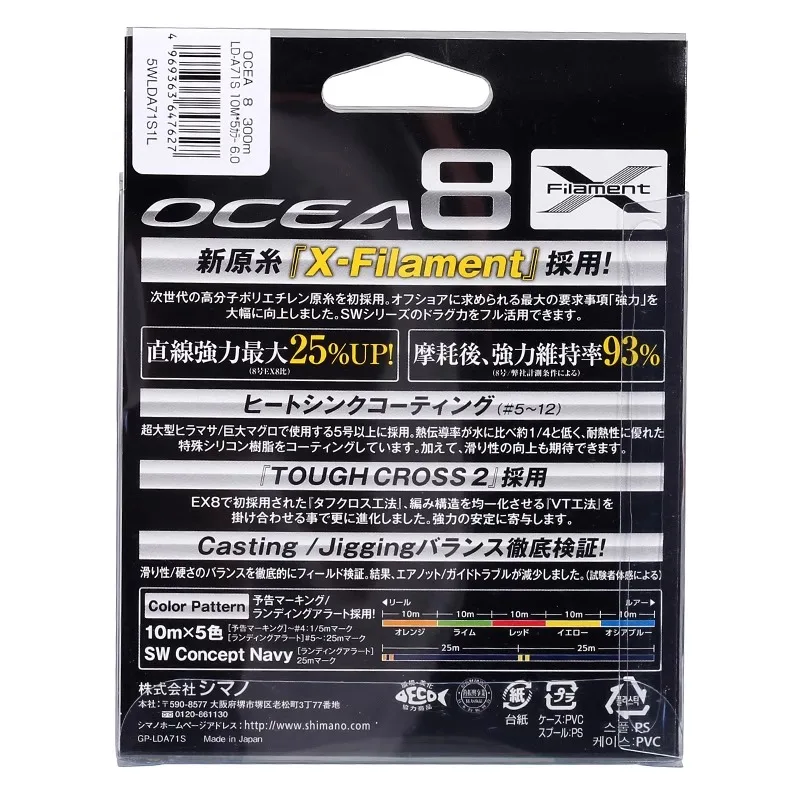 OCEA 8 300m
LD-A71S 10M*5ｶﾗｰ 6.0
4 969363 647627
5WLDA71S1L
OCEA8
X Filament
新原糸『X-Filament』採用!
次世代の高分子ポリエチレン原糸を初採用。オフショアに求められる最大の要求事項「強力」を
大幅に向上しました。SWシリーズのドラグ力をフル活用できます。
直線強力最大25%UP!
(8号EX8比)
摩耗後、強力維持率93%
(8号/弊社計測条件による)
ヒートシンクコーティング(#5~12)
超大型ヒラマサ/巨大マグロで使用する5号以上に採用。熱伝導率が水に比べ約1/4と低く、耐熱性に優れた
特殊シリコン樹脂をコーティングしています。加えて、滑り性の向上も期待できます。
『TOUGH CROSS 2』採用
EX8で初採用された『タフクロス工法』、編み構造を均一化させる『VT工法』を
掛け合わせる事で更に進化しました。強力の安定に寄与します。
Casting /Jiggingバランス徹底検証!
滑り性/硬さのバランスを徹底的にフィールド検証。結果、エアノット/ガイドトラブルが減少しました。(試験者体感による)
Color Pattern 予告マーキング/
ランディングアラート採用!
10m×5色 [予告マーキング]~#4:1/5mマーク
[ランディングアラート]#5~:25mマーク
SW Concept Navy [ランディングアラート]
25mマーク
リール ルアー
10m 10m 10m 10m 10m
オレンジ ライム レッド イエロー オシアブルー
25m 25m
株式会社シマノ
本社:〒590-8577 大阪府堺市堺区老松町3丁77番地
0120-861130
シマノホームページアドレス:http://www.shimano.com/
GP-LDA71S Made in Japan
環境・美化
ECO
協力商品
紙
台紙
プラ
ケース:PVC
スプール:PS
플라스틱
스풀:PS
케이스:PVC